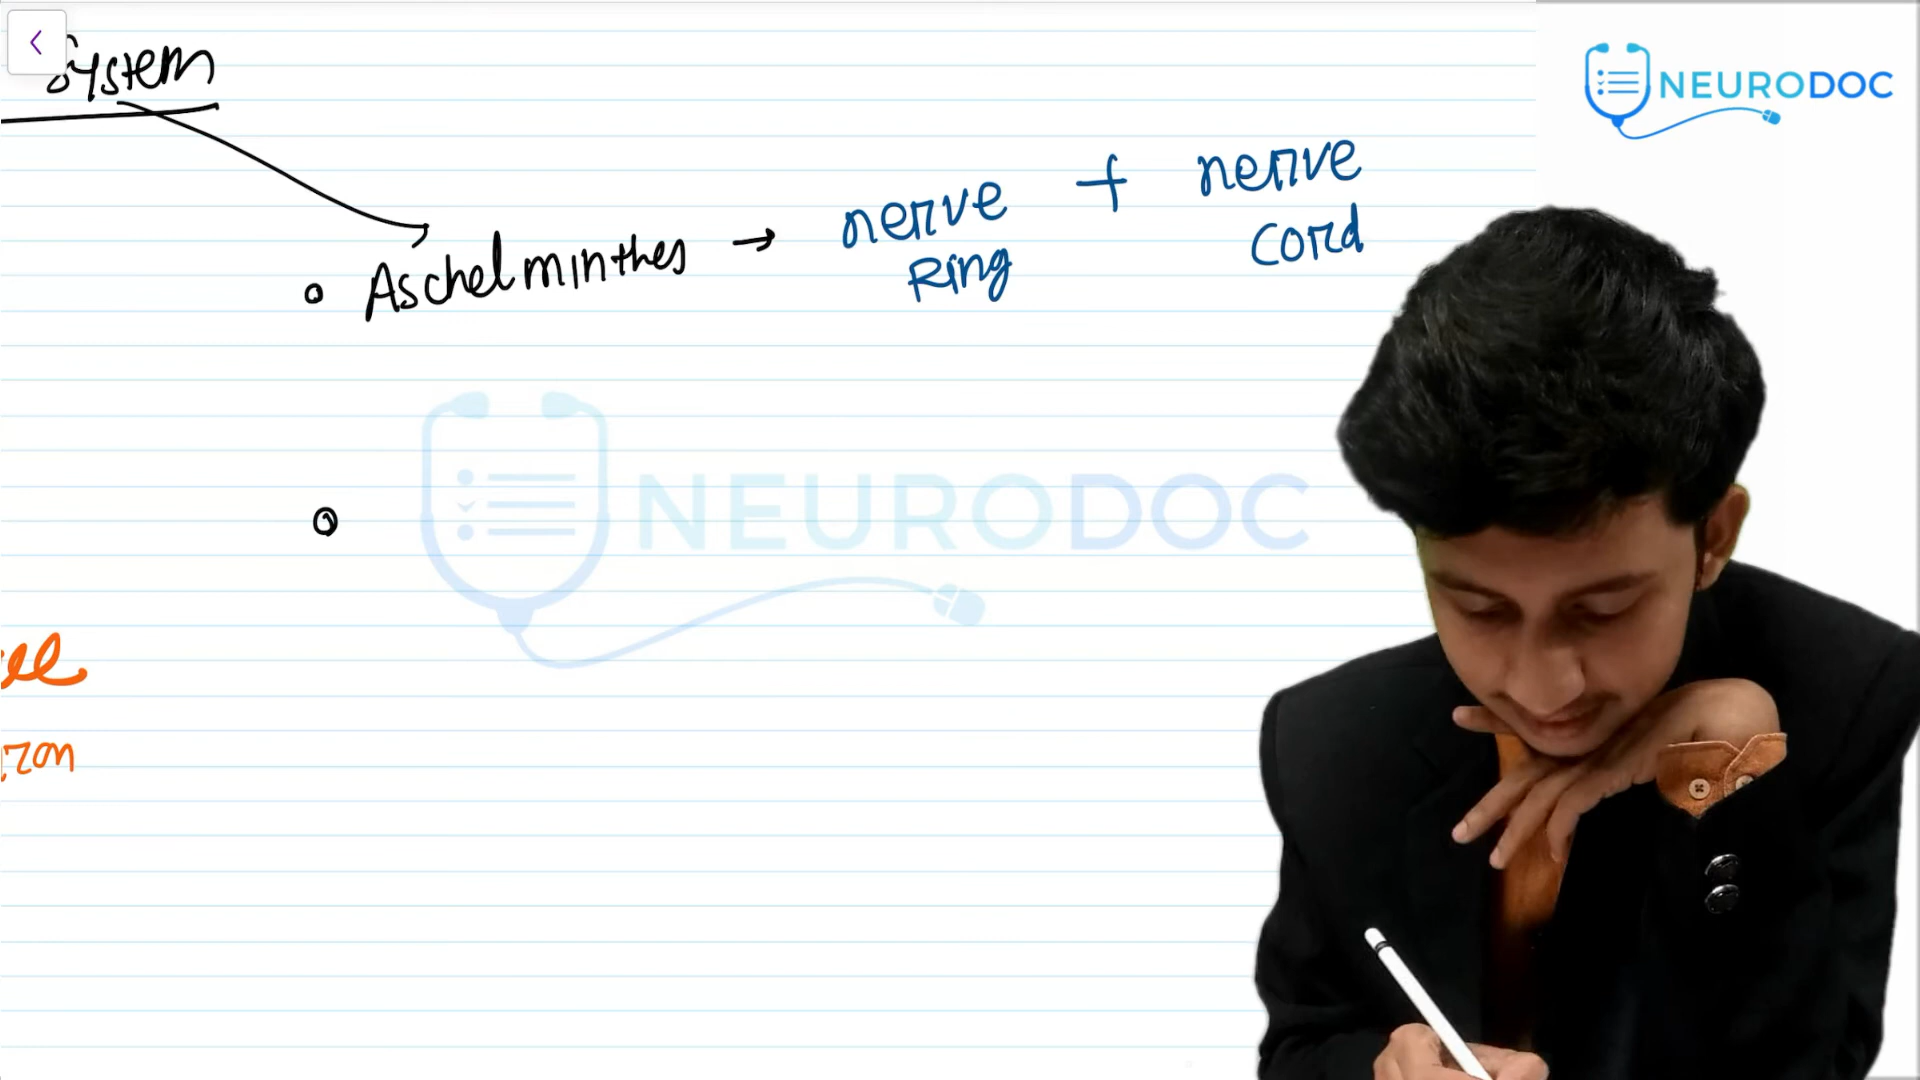 System
NEURODOC
Aschelminthes → nerve + nerve
Ring cord
NEURODOC